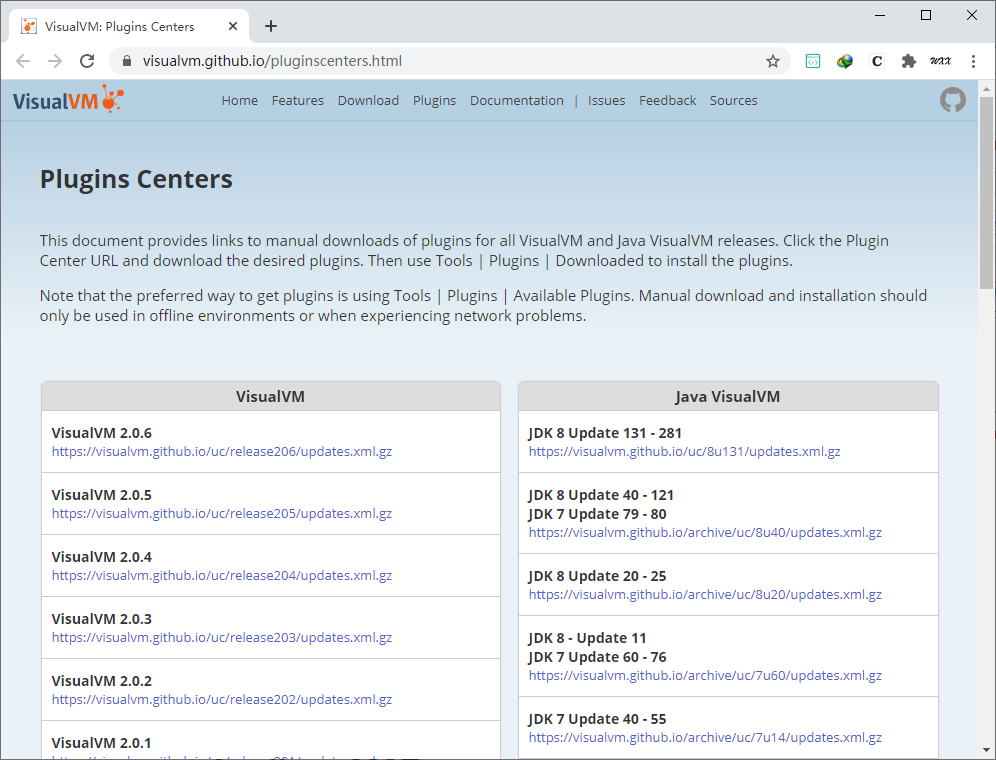 VisualVM: Plugins Centers
visualvm.github.io/pluginscenters.html
VisualVM
Home Features Download Plugins Documentation | Issues Feedback Sources
Plugins Centers
This document provides links to manual downloads of plugins for all VisualVM and Java VisualVM releases. Click the Plugin
Center URL and download the desired plugins. Then use Tools | Plugins | Downloaded to install the plugins.
Note that the preferred way to get plugins is using Tools | Plugins | Available Plugins. Manual download and installation should
only be used in offline environments or when experiencing network problems.
VisualVM
VisualVM 2.0.6
https://visualvm.github.io/uc/release206/updates.xml.gz
VisualVM 2.0.5
https://visualvm.github.io/uc/release205/updates.xml.gz
VisualVM 2.0.4
https://visualvm.github.io/uc/release204/updates.xml.gz
VisualVM 2.0.3
https://visualvm.github.io/uc/release203/updates.xml.gz
VisualVM 2.0.2
https://visualvm.github.io/uc/release202/updates.xml.gz
VisualVM 2.0.1
Java VisualVM
JDK 8 Update 131 - 281
https://visualvm.github.io/uc/8u131/updates.xml.gz
JDK 8 Update 40 - 121
JDK 7 Update 79 - 80
https://visualvm.github.io/archive/uc/8u40/updates.xml.gz
JDK 8 Update 20 - 25
https://visualvm.github.io/archive/uc/8u20/updates.xml.gz
JDK 8 - Update 11
JDK 7 Update 60 - 76
https://visualvm.github.io/archive/uc/7u60/updates.xml.gz
JDK 7 Update 40 - 55
https://visualvm.github.io/archive/uc/7u14/updates.xml.gz